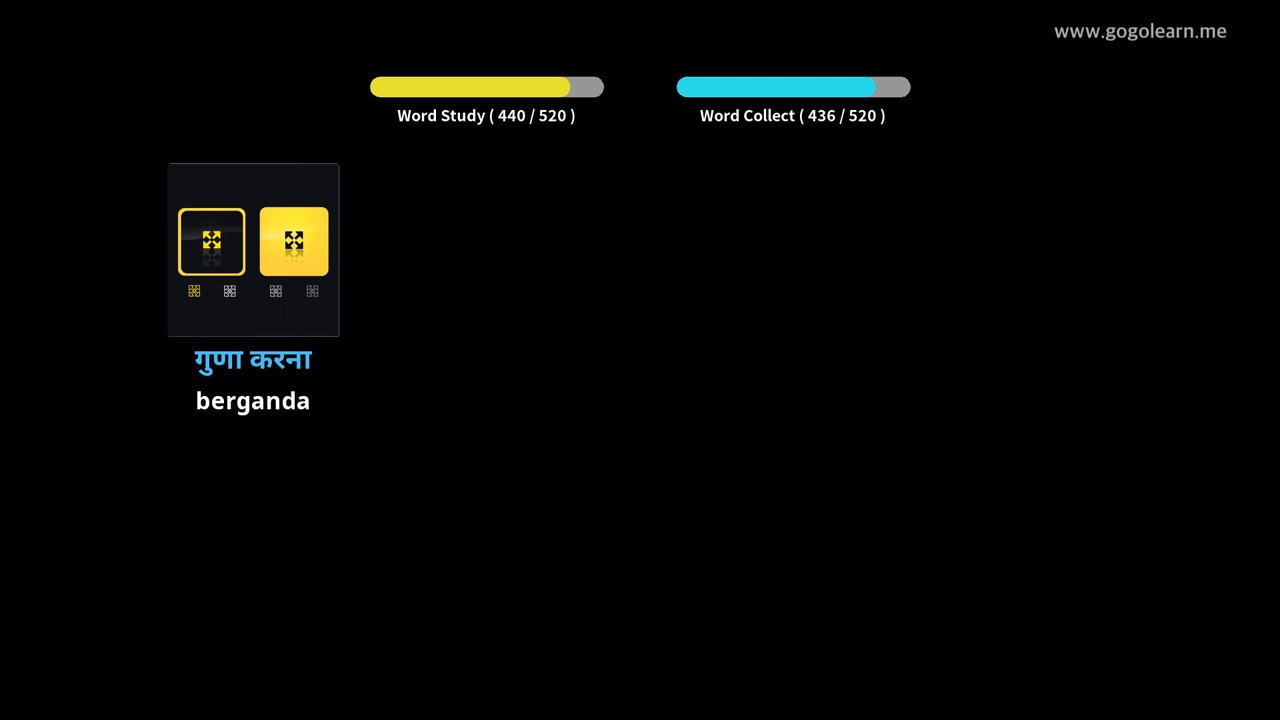 www.gogolearn.me
Word Study ( 440 / 520 )
Word Collect ( 436 / 520 )
गुणा करना
berganda